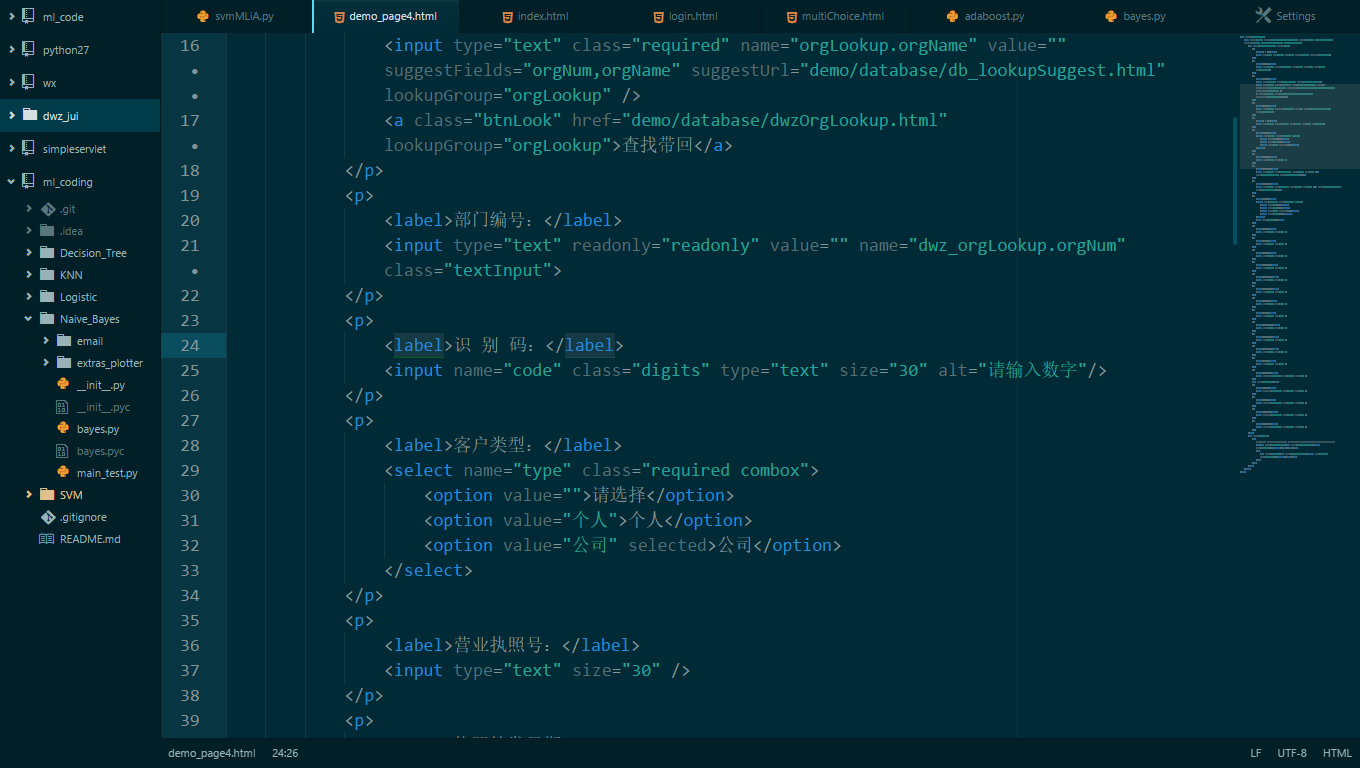 svmMLiA.py
demo_page4.html
index.html
login.html
multiChoice.html
adaboost.py
bayes.py
Settings
ml_code
python27
wx
dwz_jui
simpleservlet
ml_coding
.git
.idea
Decision_Tree
KNN
Logistic
Naive_Bayes
email
extras_plotter
__init__.py
__init__.pyc
bayes.py
bayes.pyc
main_test.py
SVM
.gitignore
README.md
16 <input type="text" class="required" name="orgLookup.orgName" value=""
• suggestFields="orgNum,orgName" suggestUrl="demo/database/db_lookupSuggest.html"
• lookupGroup="orgLookup" />
17 <a class="btnLook" href="demo/database/dwzOrgLookup.html"
• lookupGroup="orgLookup">查找带回</a>
18 </p>
19 <p>
20 <label>部门编号：</label>
21 <input type="text" readonly="readonly" value="" name="dwz_orgLookup.orgNum"
• class="textInput">
22 </p>
23 <p>
24 <label>识 别 码：</label>
25 <input name="code" class="digits" type="text" size="30" alt="请输入数字"/>
26 </p>
27 <p>
28 <label>客户类型：</label>
29 <select name="type" class="required combox">
30 <option value="">请选择</option>
31 <option value="个人">个人</option>
32 <option value="公司" selected>公司</option>
33 </select>
34 </p>
35 <p>
36 <label>营业执照号：</label>
37 <input type="text" size="30" />
38 </p>
39 <p>
demo_page4.html 24:26 LF UTF-8 HTML